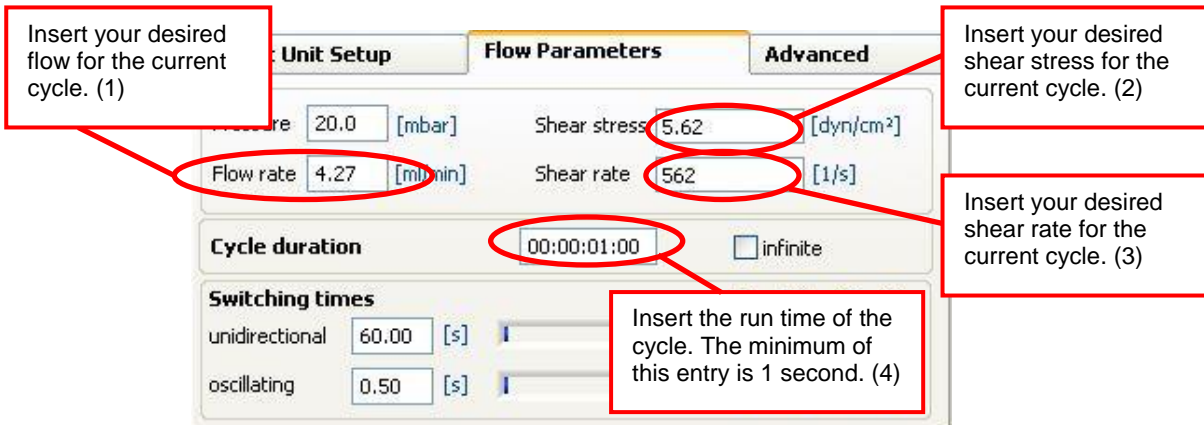 Insert your desired
flow for the current
cycle. (1)
Unit Setup
Flow Parameters
Advanced
Insert your desired
shear stress for the
current cycle. (2)
20.0 [mbar]
Shear stress 5.62 [dyn/cm²]
Flow rate 4.27 [ml/min]
Shear rate 562 [1/s]
Insert your desired
shear rate for the
current cycle. (3)
Cycle duration 00:00:01:00 infinite
Switching times
unidirectional 60.00 [s]
oscillating 0.50 [s]
Insert the run time of the
cycle. The minimum of
this entry is 1 second. (4)